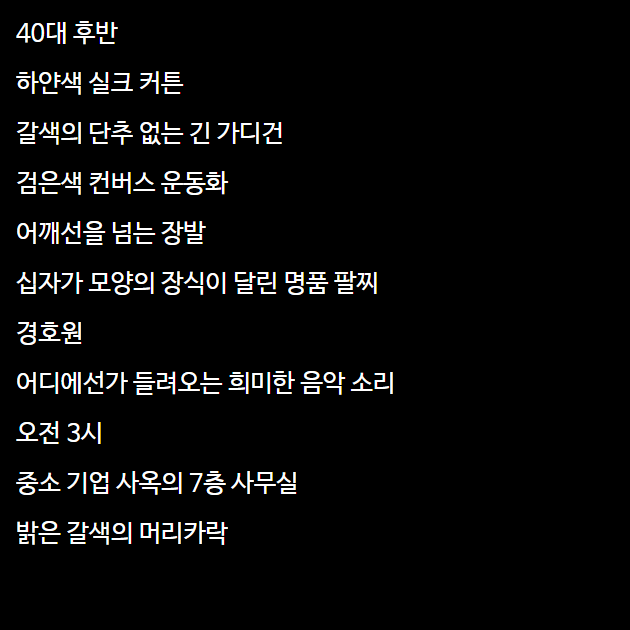 40대 후반
하얀색 실크 커튼
갈색의 단추 없는 긴 가디건
검은색 컨버스 운동화
어깨선을 넘는 장발
십자가 모양의 장식이 달린 명품 팔찌
경호원
어디에선가 들려오는 희미한 음악 소리
오전 3시
중소 기업 사옥의 7층 사무실
밝은 갈색의 머리카락